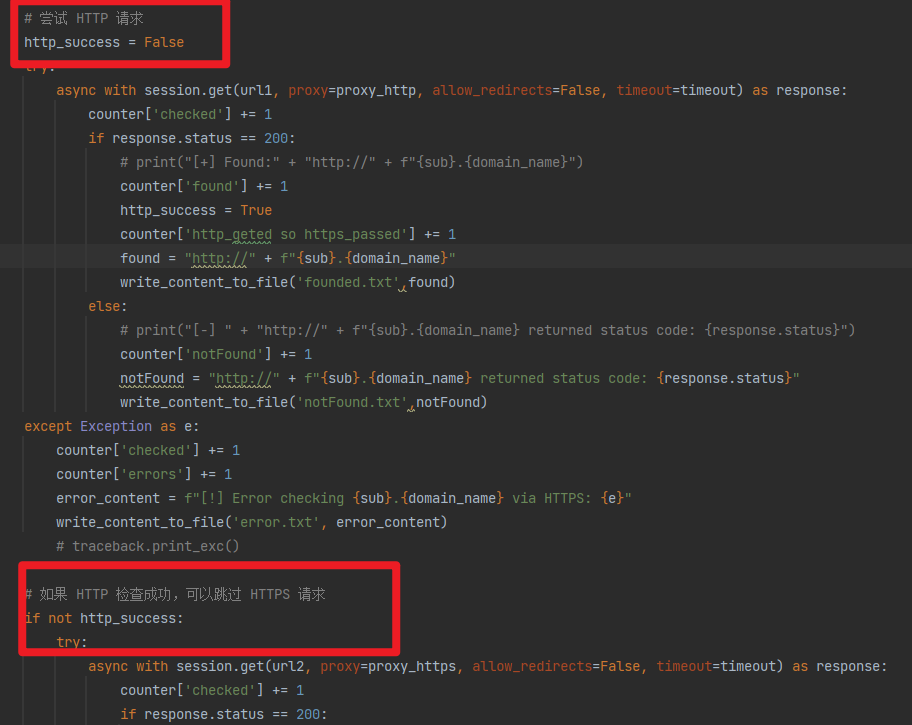 # 尝试 HTTP 请求
http_success = False
try:
async with session.get(url1, proxy=proxy_http, allow_redirects=False, timeout=timeout) as response:
counter['checked'] += 1
if response.status == 200:
# print("[+] Found:" + "http://" + f"{sub}.{domain_name}")
counter['found'] += 1
http_success = True
counter['http_geted so https_passed'] += 1
found = "http://" + f"{sub}.{domain_name}"
write_content_to_file('founded.txt',found)
else:
# print("[-] " + "http://" + f"{sub}.{domain_name} returned status code: {response.status}")
counter['notFound'] += 1
notFound = "http://" + f"{sub}.{domain_name} returned status code: {response.status}"
write_content_to_file('notFound.txt',notFound)
except Exception as e:
counter['checked'] += 1
counter['errors'] += 1
error_content = f"[!] Error checking {sub}.{domain_name} via HTTPS: {e}"
write_content_to_file('error.txt', error_content)
# traceback.print_exc()
# 如果 HTTP 检查成功，可以跳过 HTTPS 请求
if not http_success:
try:
async with session.get(url2, proxy=proxy_https, allow_redirects=False, timeout=timeout) as response:
counter['checked'] += 1
if response.status == 200: